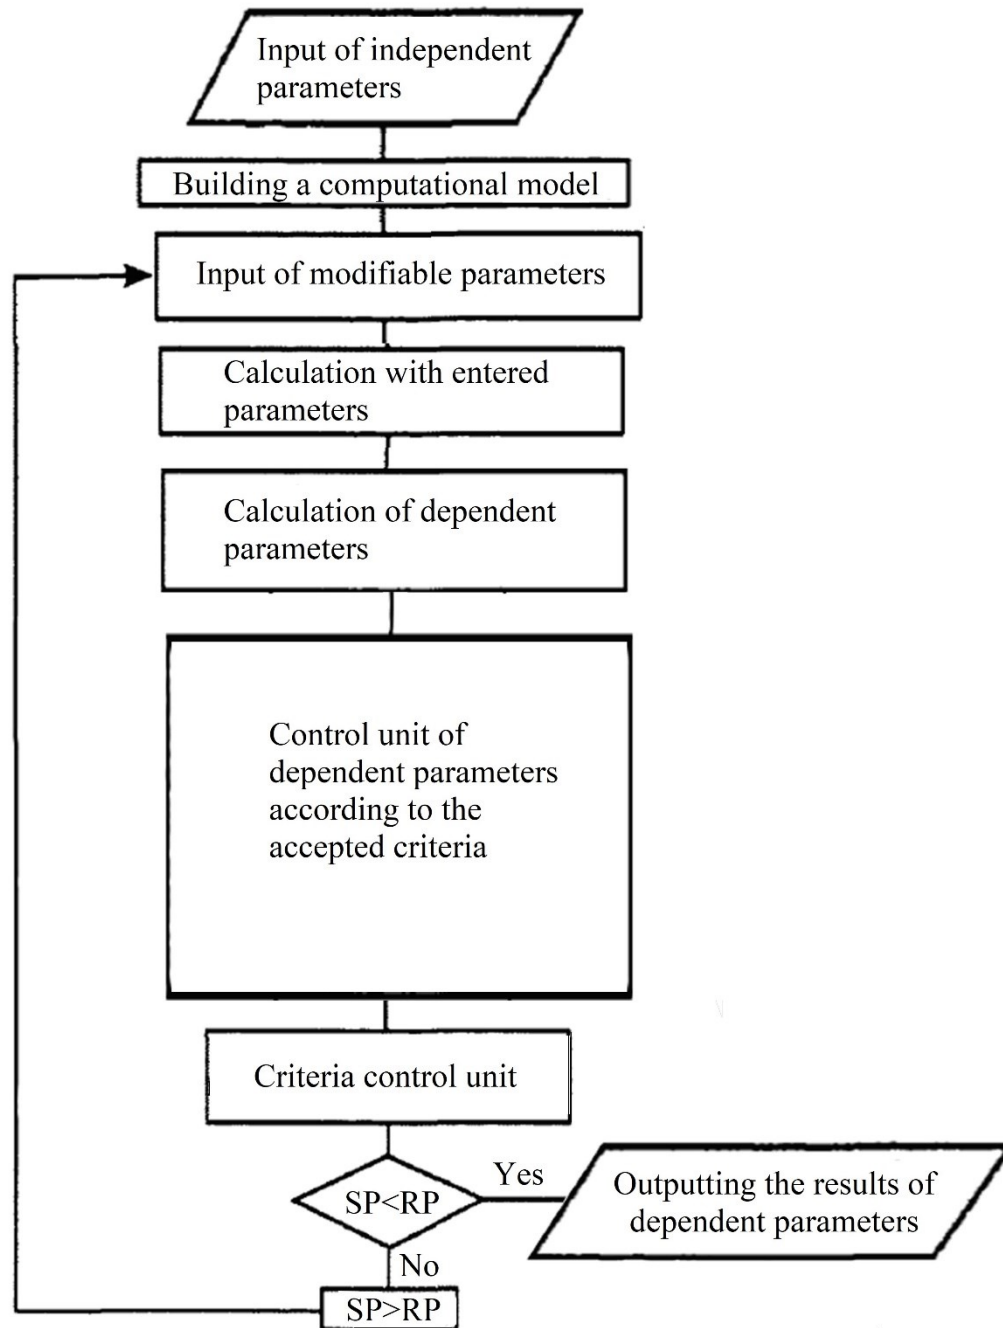 Input of independent
parameters
Building a computational model
Input of modifiable parameters
Calculation with entered
parameters
Calculation of dependent
parameters
Control unit of
dependent parameters
according to the
accepted criteria
Criteria control unit
SP<RP
Yes
Outputting the results of
dependent parameters
No
SP>RP